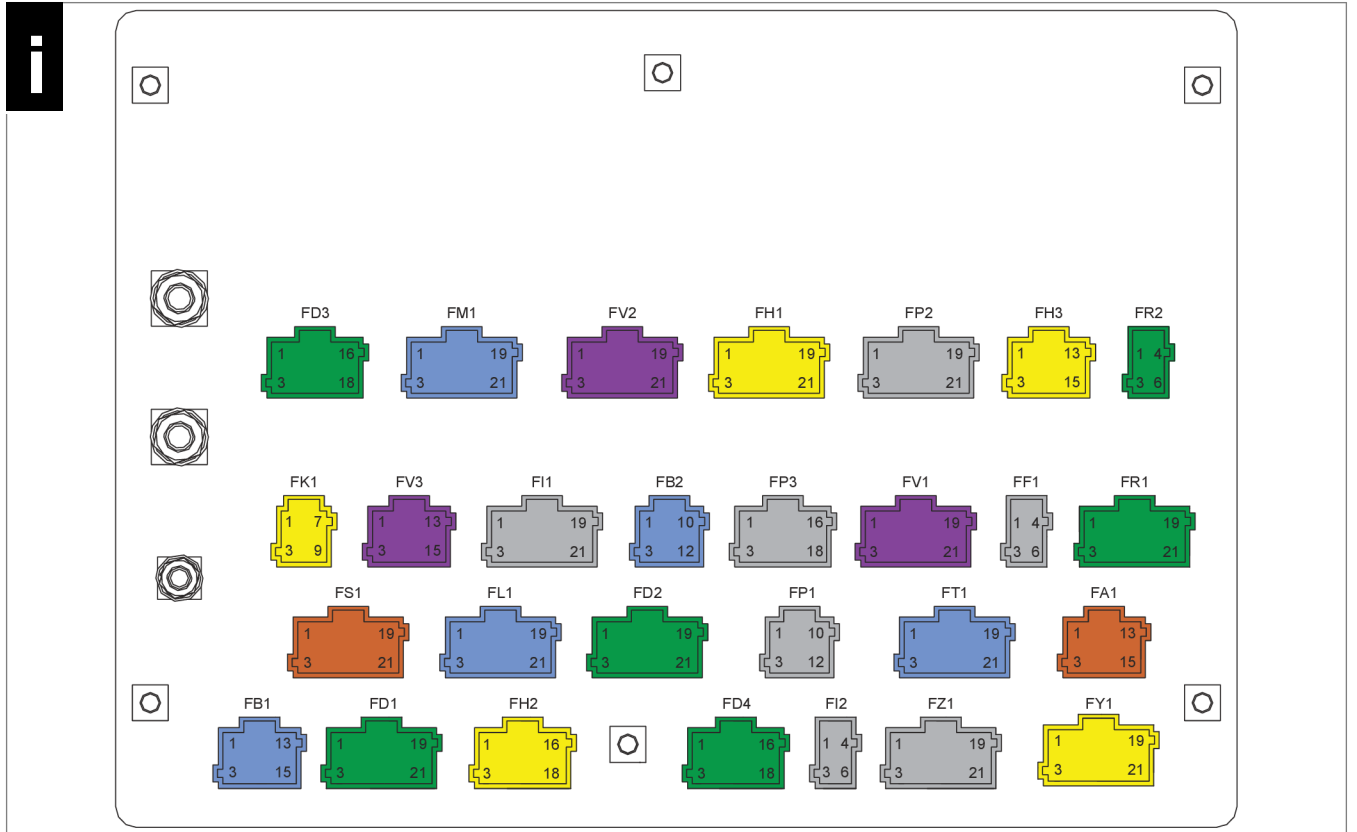 i
FD3 FM1 FV2 FH1 FP2 FH3 FR2
1 16 1 19 1 19 1 19 1 19 1 13 1 4
3 18 3 21 3 21 3 21 3 21 3 15 3 6
FK1 FV3 FI1 FB2 FP3 FV1 FF1 FR1
1 7 1 13 1 19 1 10 1 16 1 19 1 4 1 19
3 9 3 15 3 21 3 12 3 18 3 21 3 6 3 21
FS1 FL1 FD2 FP1 FT1 FA1
1 19 1 19 1 19 1 10 1 19 1 13
3 21 3 21 3 21 3 12 3 21 3 15
FB1 FD1 FH2 FD4 FI2 FZ1 FY1
1 13 1 19 1 16 1 16 1 4 1 19 1 19
3 15 3 21 3 18 3 18 3 6 3 21 3 21